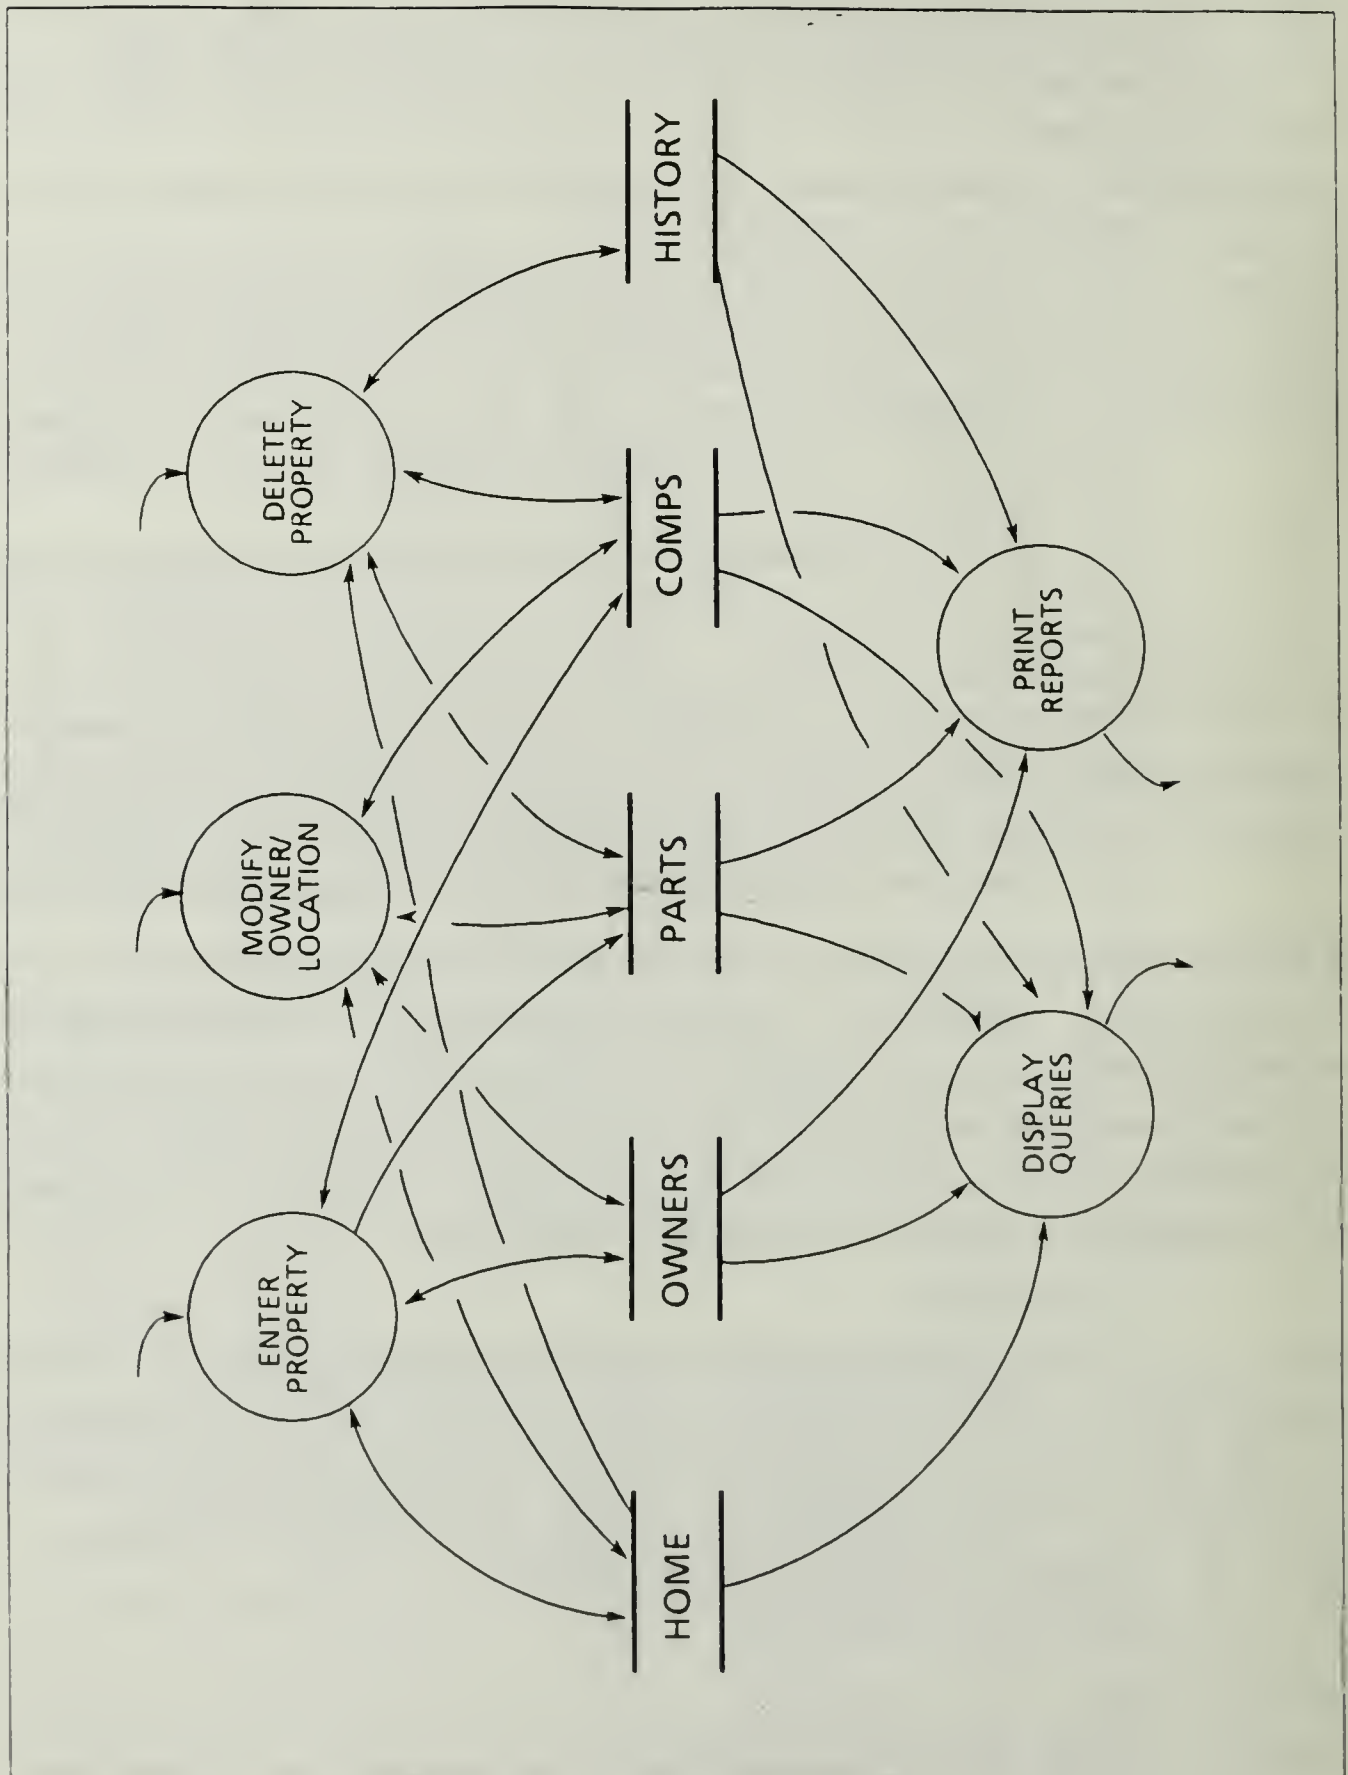 ENTER
PROPERTY
MODIFY
OWNER/
LOCATION
DELETE
PROPERTY
HOME
OWNERS
PARTS
COMPS
HISTORY
DISPLAY
QUERIES
PRINT
REPORTS